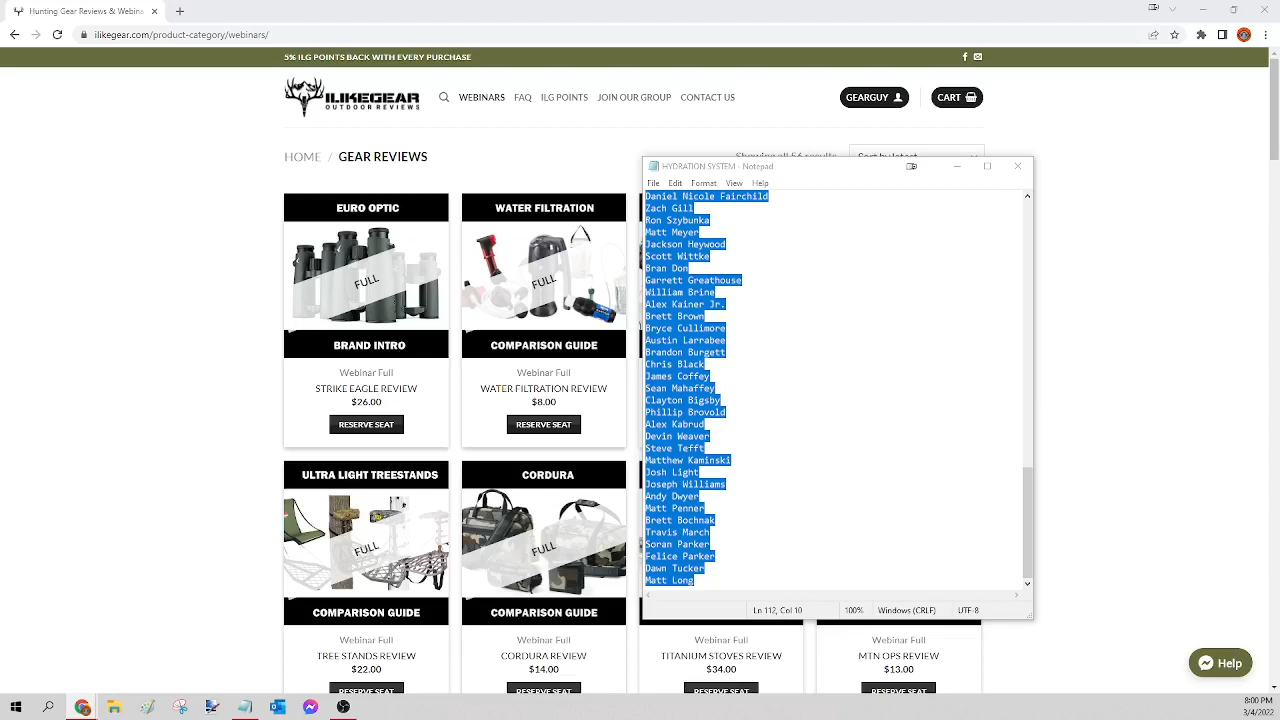 Hunting Gear Reviews & Webina
ilikegear.com/product-category/webinars/
5% ILG POINTS BACK WITH EVERY PURCHASE
ILIKEGEAR
OUTDOOR REVIEWS
WEBINARS
FAQ
ILG POINTS
JOIN OUR GROUP
CONTACT US
GEARGUY
CART
HOME / GEAR REVIEWS
Showing all 56 results
Sort by latest
EURO OPTIC
FULL
BRAND INTRO
Webinar Full
STRIKE EAGLE REVIEW
$26.00
RESERVE SEAT
WATER FILTRATION
FULL
COMPARISON GUIDE
Webinar Full
WATER FILTRATION REVIEW
$8.00
RESERVE SEAT
ULTRA LIGHT TREESTANDS
FULL
COMPARISON GUIDE
Webinar Full
TREE STANDS REVIEW
$22.00
RESERVE SEAT
CORDURA
FULL
COMPARISON GUIDE
Webinar Full
CORDURA REVIEW
$14.00
RESERVE SEAT
Webinar Full
TITANIUM STOVES REVIEW
$34.00
RESERVE SEAT
Webinar Full
MTN OPS REVIEW
$13.00
RESERVE SEAT
HYDRATION SYSTEM - Notepad
File Edit Format View Help
Daniel Nicole Fairchild
Zach Gill
Ron Szybunka
Matt Meyer
Jackson Heywood
Scott Wittke
Bran Don
Garrett Greathouse
William Brine
Alex Kainer Jr.
Brett Brown
Bryce Cullimore
Austin Larrabee
Brandon Burgett
Chris Black
James Coffey
Sean Mahaffey
Clayton Bigsby
Phillip Brovold
Alex Kabrud
Devin Weaver
Steve Tefft
Matthew Kaminski
Josh Light
Joseph Williams
Andy Dwyer
Matt Penner
Brett Bochnak
Travis March
Soran Parker
Felice Parker
Dawn Tucker
Matt Long
Ln 112, Col 10
100%
Windows (CRLF)
UTF-8
Help
8:00 PM
3/4/2022